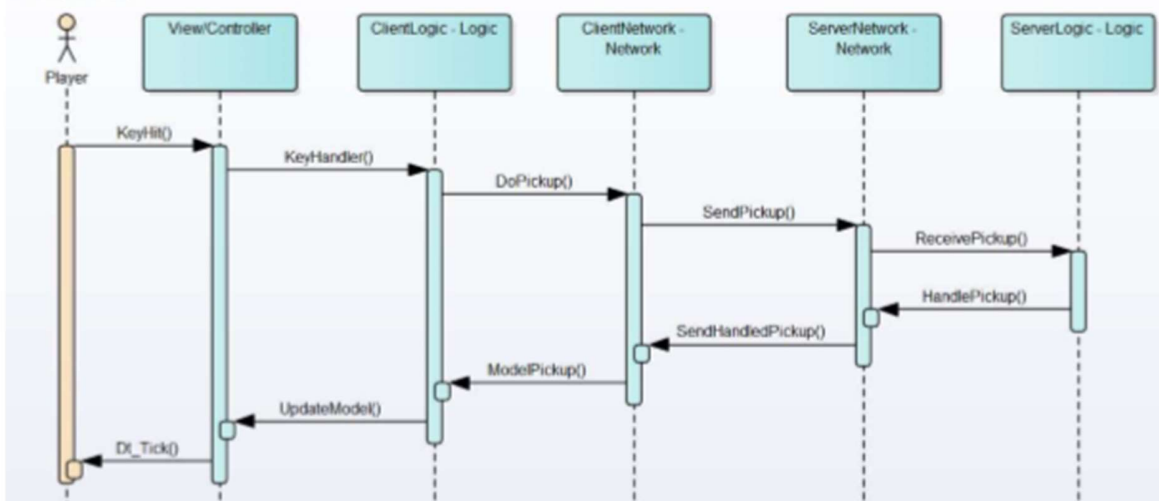 Player
View/Controller
ClientLogic - Logic
ClientNetwork -
Network
ServerNetwork -
Network
ServerLogic - Logic
KeyHit()
KeyHandler()
DoPickup()
SendPickup()
ReceivePickup()
HandlePickup()
SendHandledPickup()
ModelPickup()
UpdateModel()
Dt_Tick()